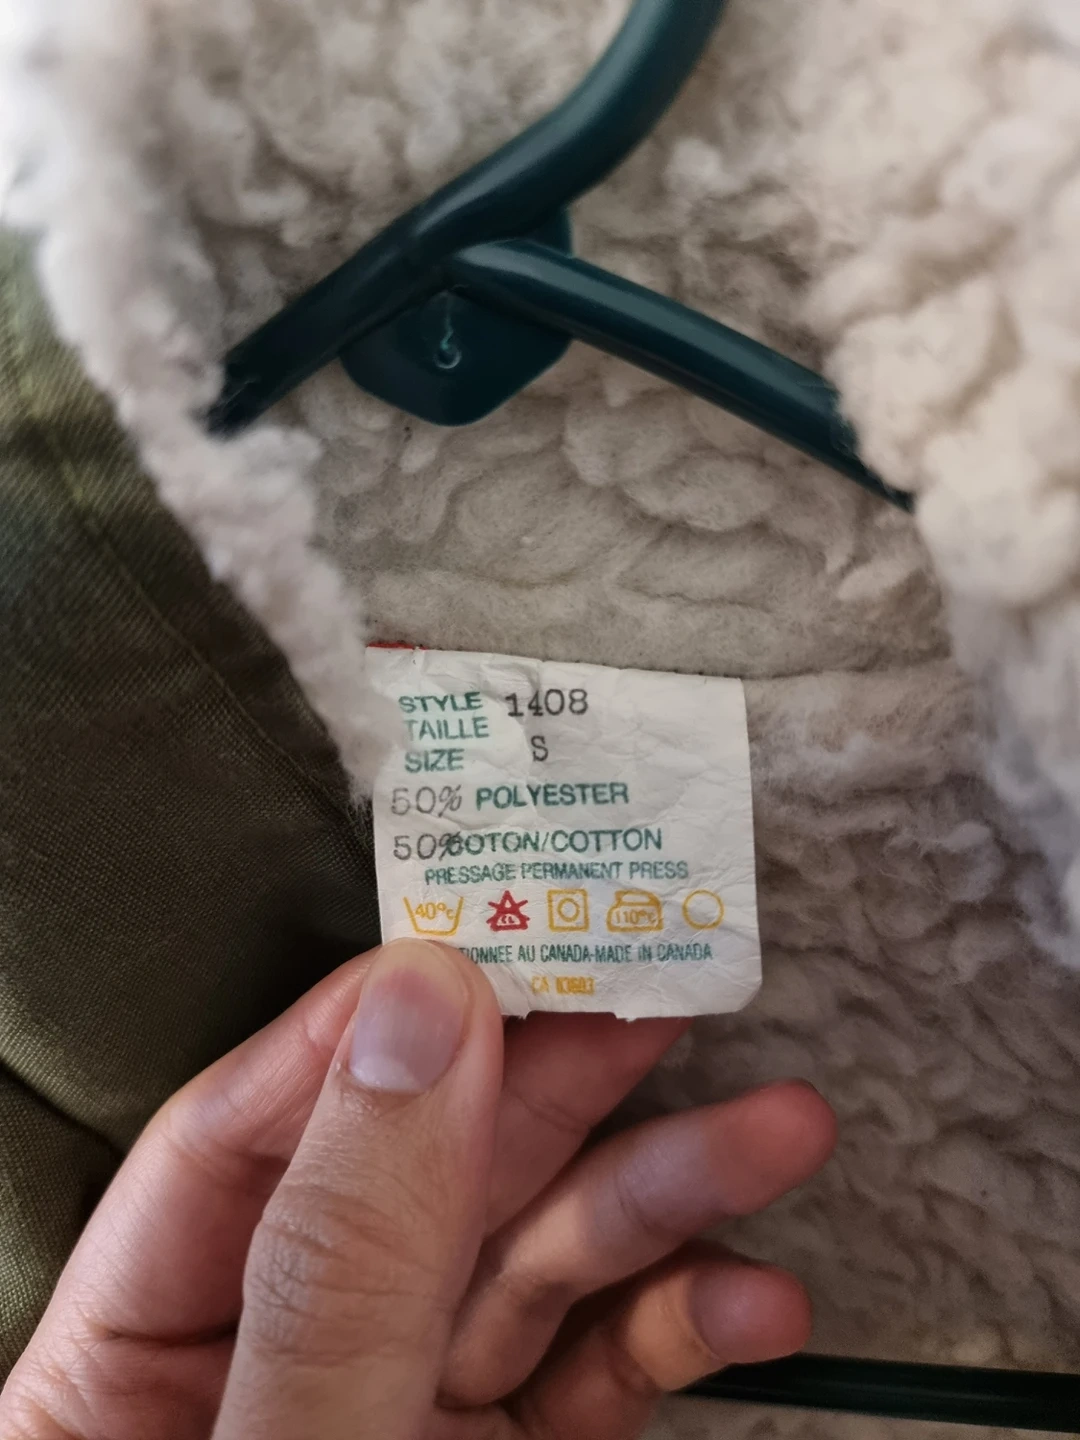 STYLE 1408
TAILLE
SIZE S
50% POLYESTER
50% COTON/COTTON
PRESSAGE PERMANENT PRESS
40°C CL 110°C
TIONNEE AU CANADA-MADE IN CANADA
CA